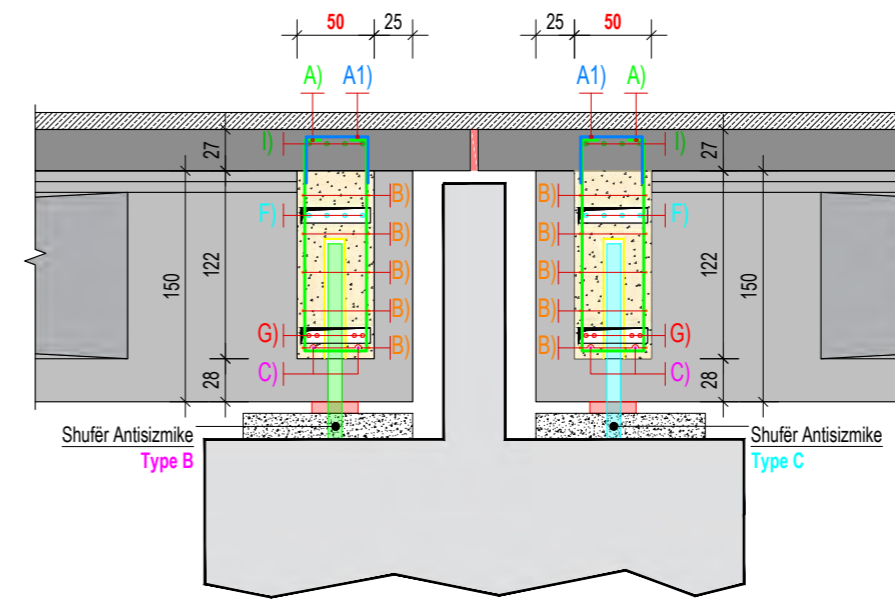 50 25 25 50
A) A1) A1) A)
27 I) I) 27
B) B)
F) F)
B) B)
150 122 B) B) 122 150
B) B)
G) G)
B) B)
C) C)
28 28
Shufër Antisizmike Shufër Antisizmike
Type B Type C